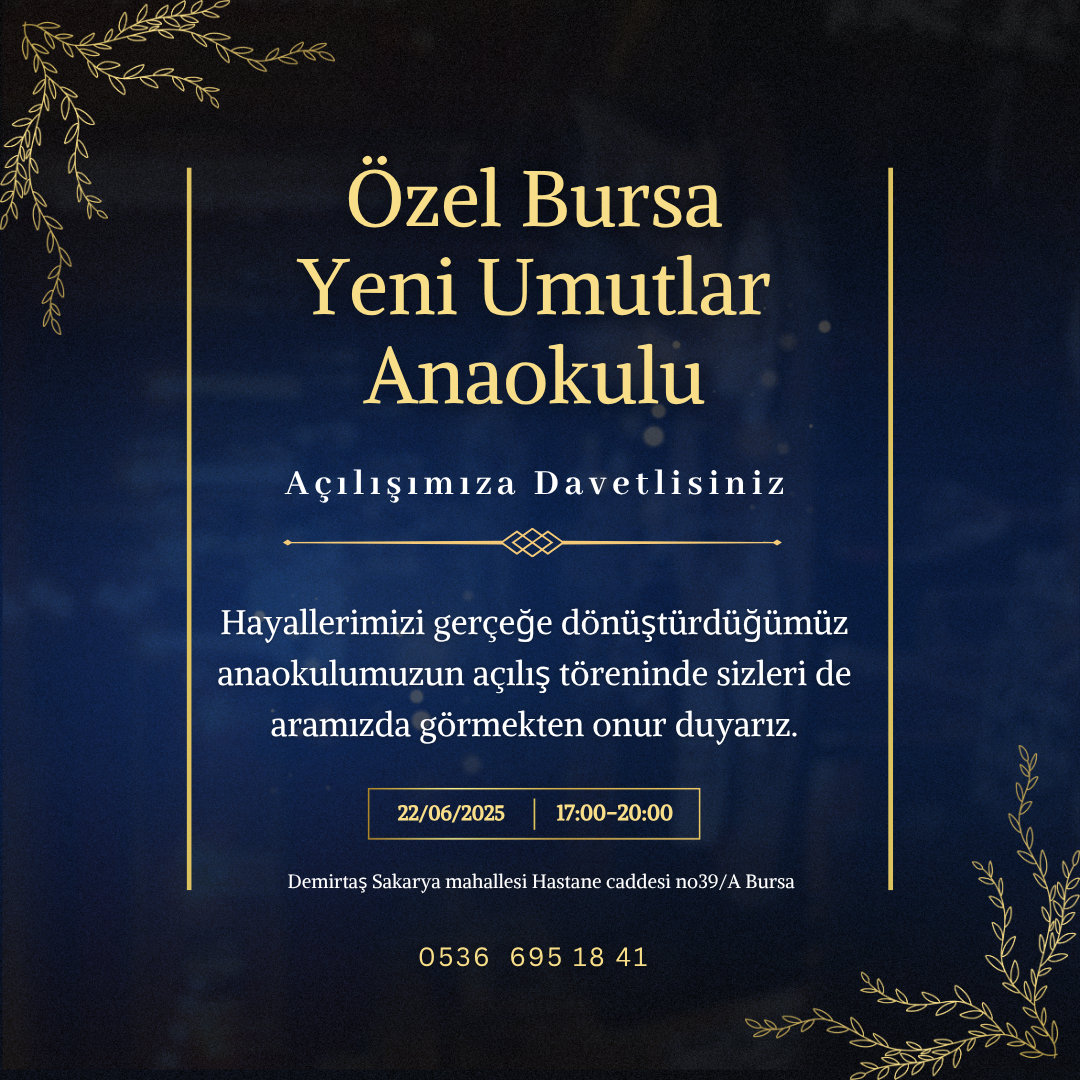 Özel Bursa
Yeni Umutlar
Anaokulu
Açılışımıza Davetlisiniz
Hayallerimizi gerçeğe dönüştürdüğümüz
anaokulumuzun açılış töreninde sizleri de
aramızda görmekten onur duyarız.
22/06/2025 17:00-20:00
Demirtaş Sakarya mahallesi Hastane caddesi no39/A Bursa
0536 695 18 41